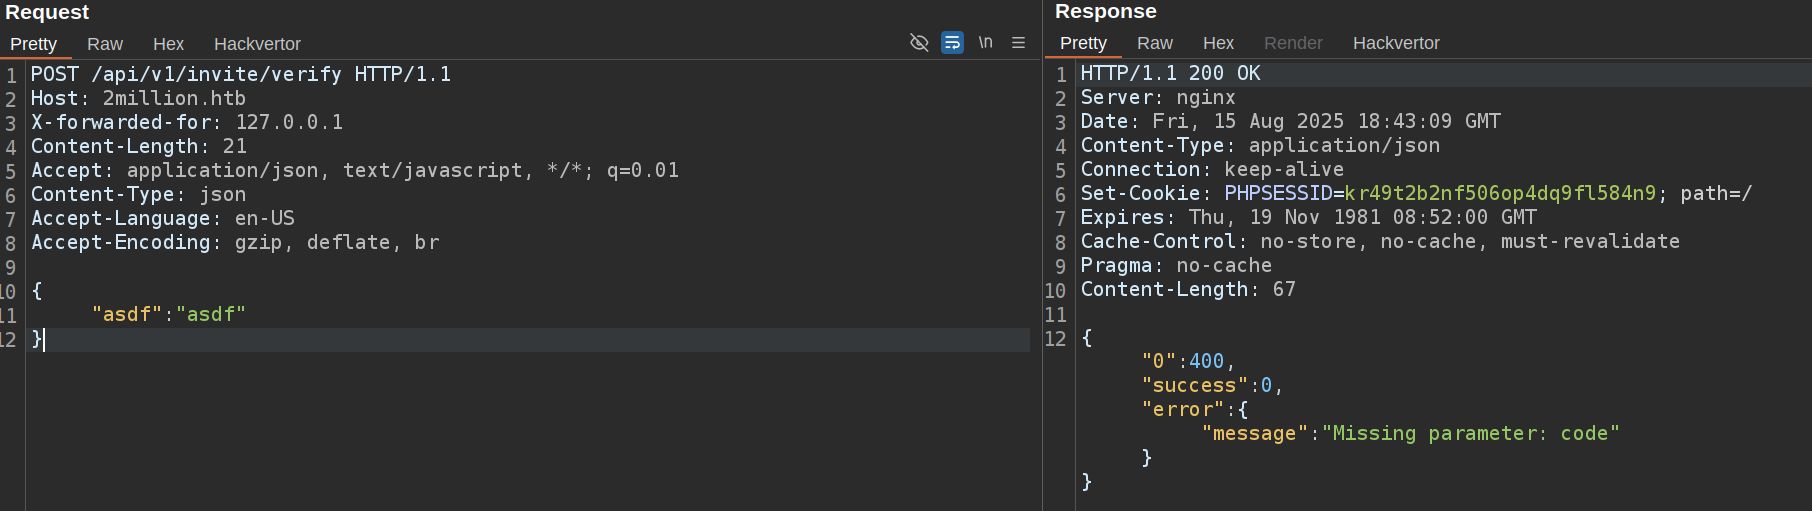 Request
Pretty Raw Hex Hackvertor \n
1 POST /api/v1/invite/verify HTTP/1.1
2 Host: 2million.htb
3 X-forwarded-for: 127.0.0.1
4 Content-Length: 21
5 Accept: application/json, text/javascript, */*; q=0.01
6 Content-Type: json
7 Accept-Language: en-US
8 Accept-Encoding: gzip, deflate, br
9
10 {
11 "asdf":"asdf"
12 }
Response
Pretty Raw Hex Render Hackvertor
1 HTTP/1.1 200 OK
2 Server: nginx
3 Date: Fri, 15 Aug 2025 18:43:09 GMT
4 Content-Type: application/json
5 Connection: keep-alive
6 Set-Cookie: PHPSESSID=kr49t2b2nf506op4dq9fl584n9; path=/
7 Expires: Thu, 19 Nov 1981 08:52:00 GMT
8 Cache-Control: no-store, no-cache, must-revalidate
9 Pragma: no-cache
10 Content-Length: 67
11
12 {
"0":400,
"success":0,
"error":{
"message":"Missing parameter: code"
}
}